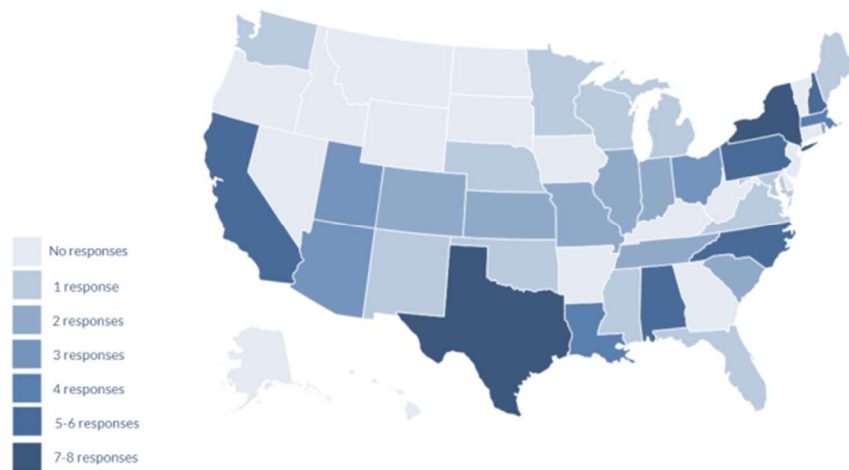 No responses
1 response
2 responses
3 responses
4 responses
5-6 responses
7-8 responses